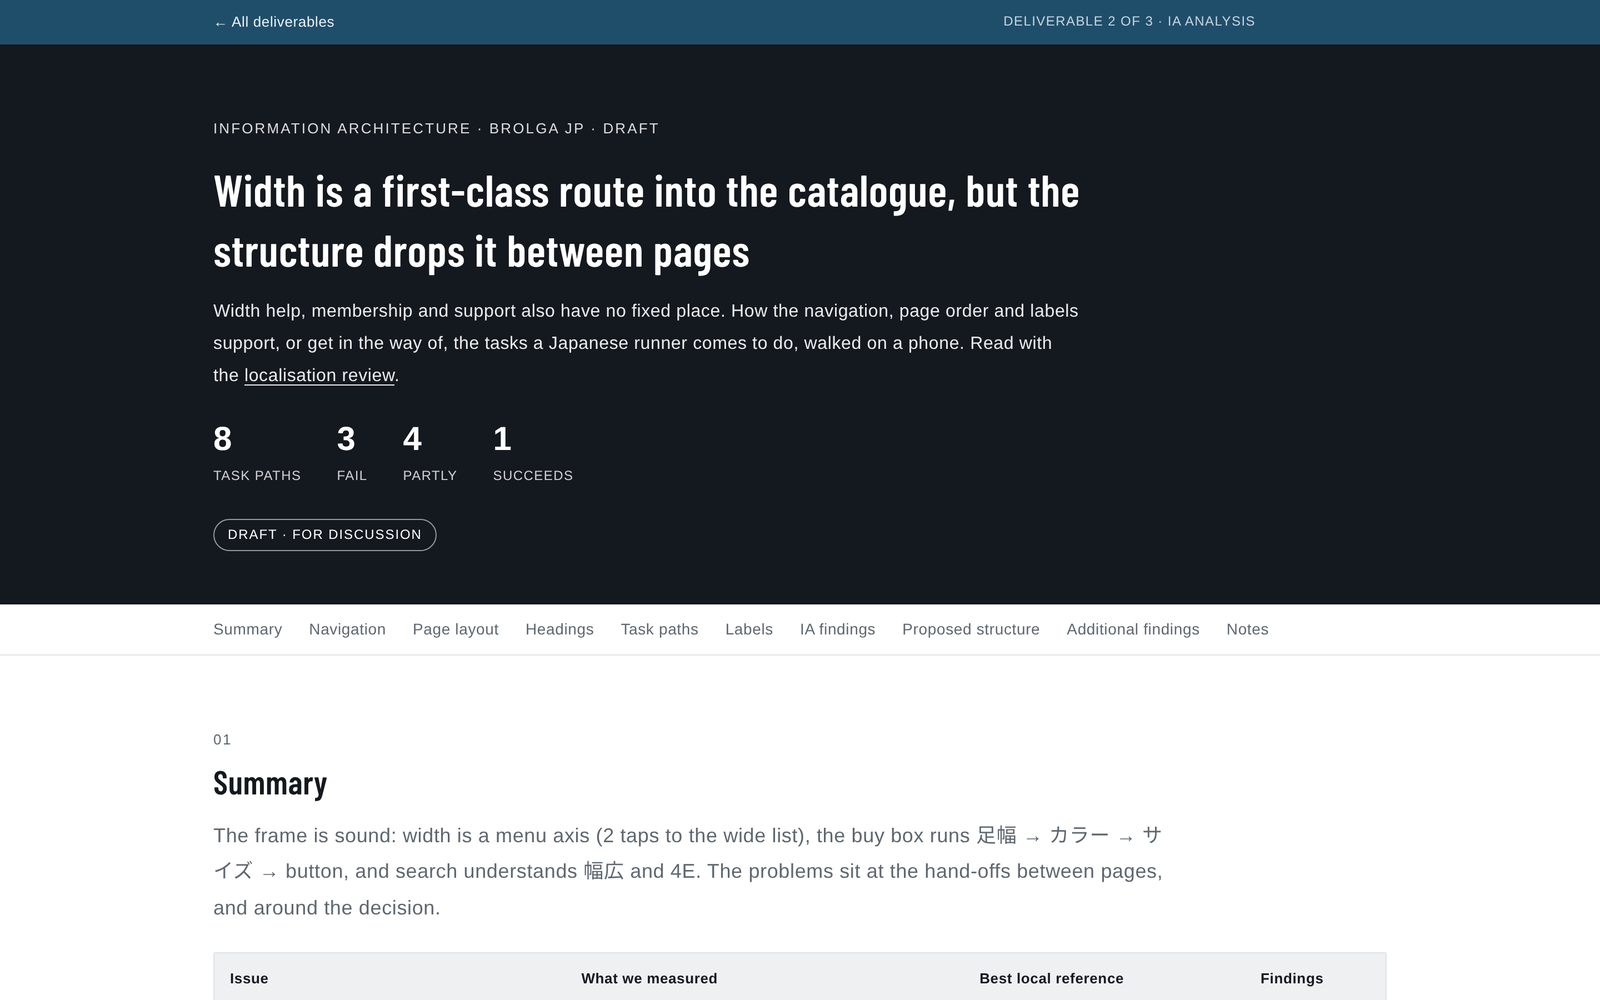 ← All deliverables
DELIVERABLE 2 OF 3 · IA ANALYSIS
INFORMATION ARCHITECTURE · BROLGA JP · DRAFT
Width is a first-class route into the catalogue, but the
structure drops it between pages
Width help, membership and support also have no fixed place. How the navigation, page order and labels
support, or get in the way of, the tasks a Japanese runner comes to do, walked on a phone. Read with
the localisation review.
8 3 4 1
TASK PATHS FAIL PARTLY SUCCEEDS
DRAFT · FOR DISCUSSION
Summary Navigation Page layout Headings Task paths Labels IA findings Proposed structure Additional findings Notes
01
Summary
The frame is sound: width is a menu axis (2 taps to the wide list), the buy box runs 足幅 → カラー → サ
イズ → button, and search understands 幅広 and 4E. The problems sit at the hand-offs between pages,
and around the decision.
Issue What we measured Best local reference Findings